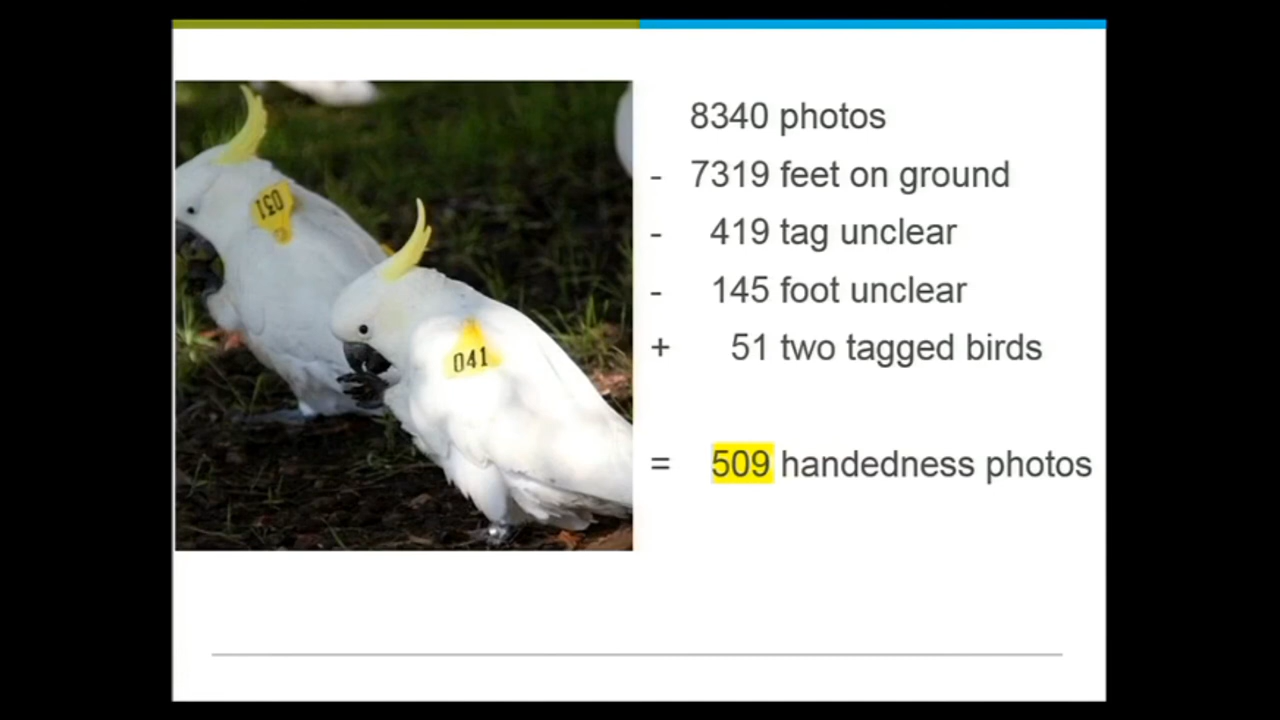 8340 photos
- 7319 feet on ground
- 419 tag unclear
- 145 foot unclear
+ 51 two tagged birds
= 509 handedness photos
031
041